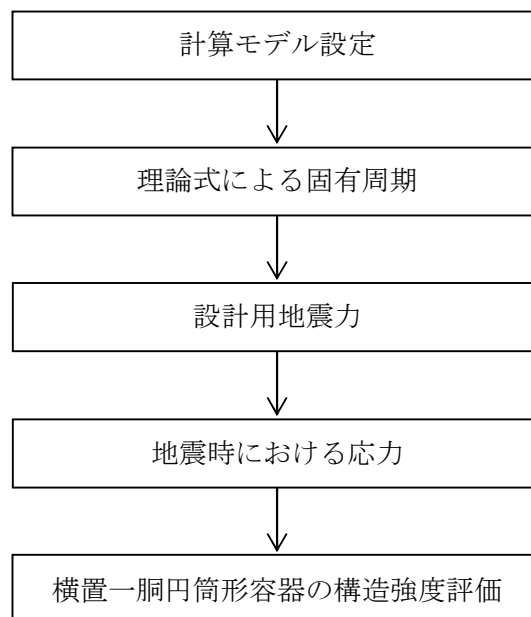 計算モデル設定
理論式による固有周期
設計用地震力
地震時における応力
横置一胴円筒形容器の構造強度評価